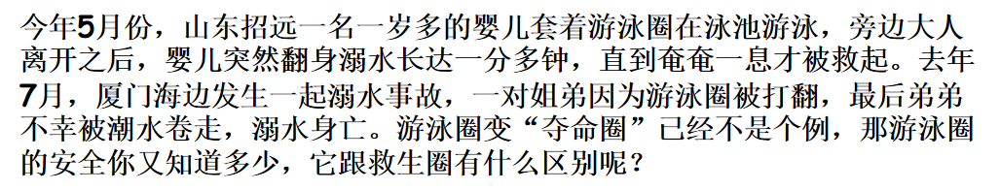 今年5月份，山东招远一名一岁多的婴儿套着游泳圈在泳池游泳，旁边大人
离开之后，婴儿突然翻身溺水长达一分多钟，直到奄奄一息才被救起。去年
7月，厦门海边发生一起溺水事故，一对姐弟因为游泳圈被打翻，最后弟弟
不幸被潮水卷走，溺水身亡。游泳圈变“夺命圈”己经不是个例，那游泳圈
的安全你又知道多少，它跟救生圈有什么区别呢？